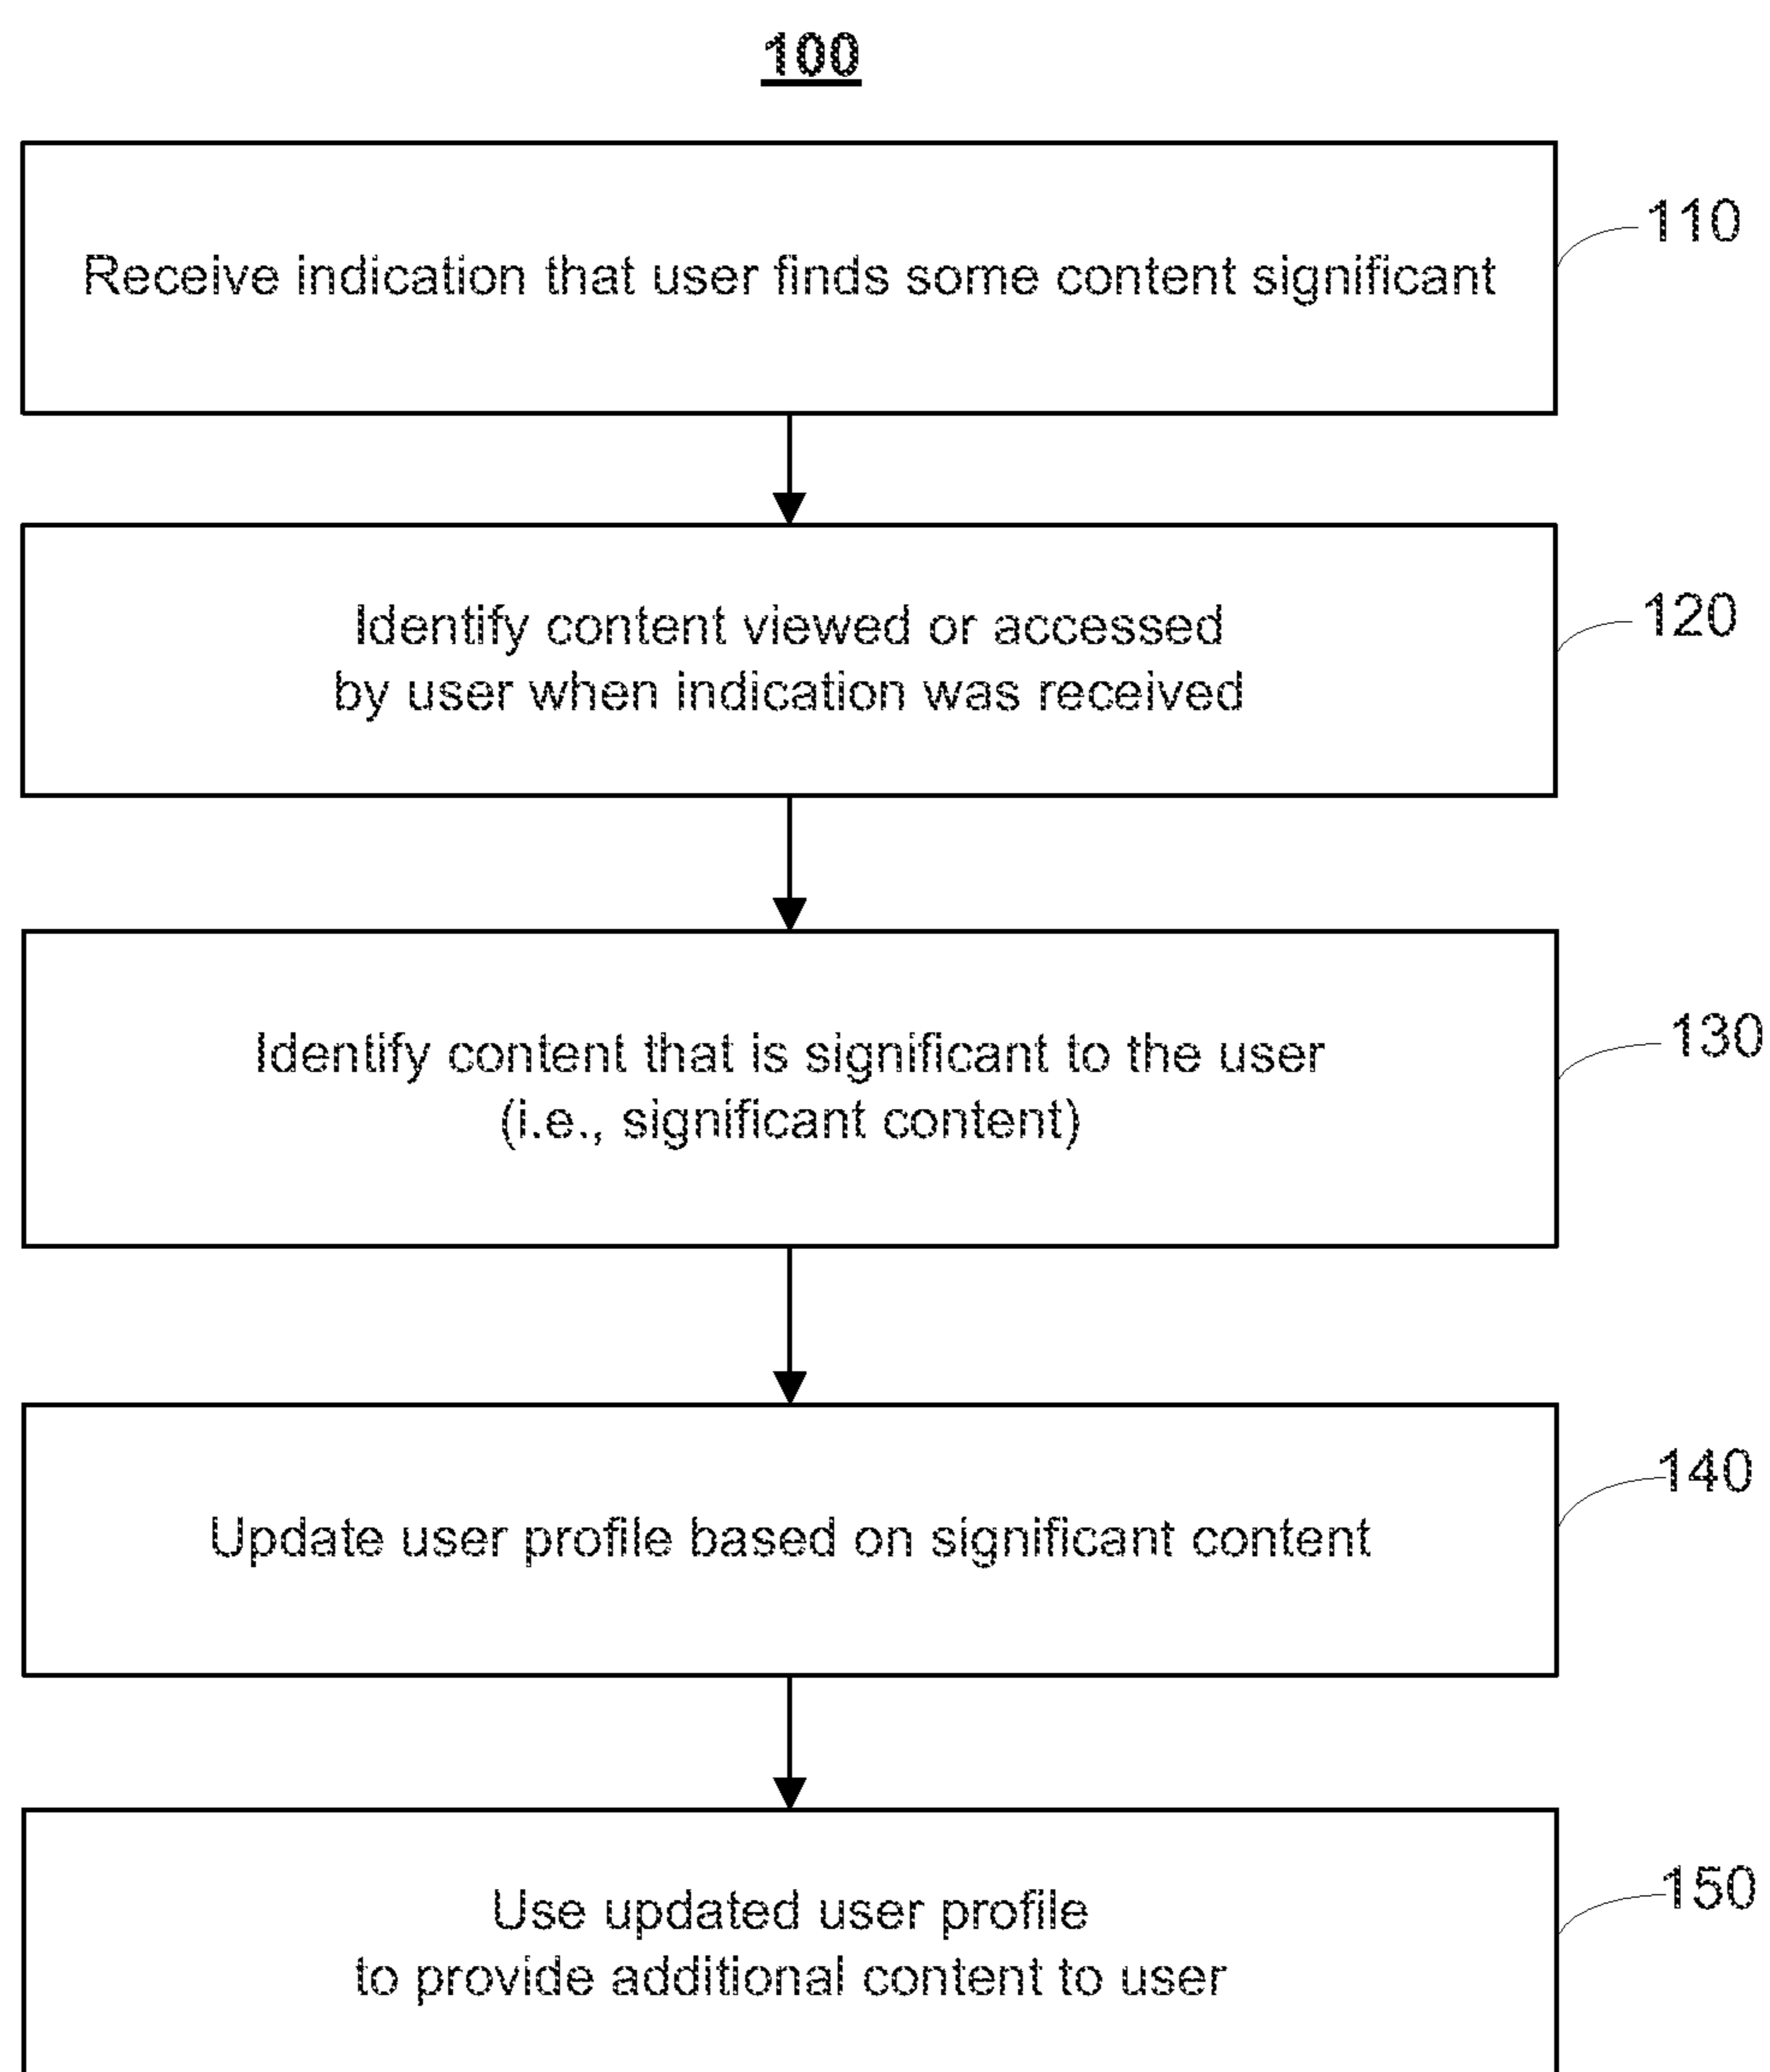 100
Receive indication that user finds some content significant
110
Identify content viewed or accessed
by user when indication was received
120
Identify content that is significant to the user
(i.e., significant content)
130
Update user profile based on significant content
140
Use updated user profile
to provide additional content to user
150